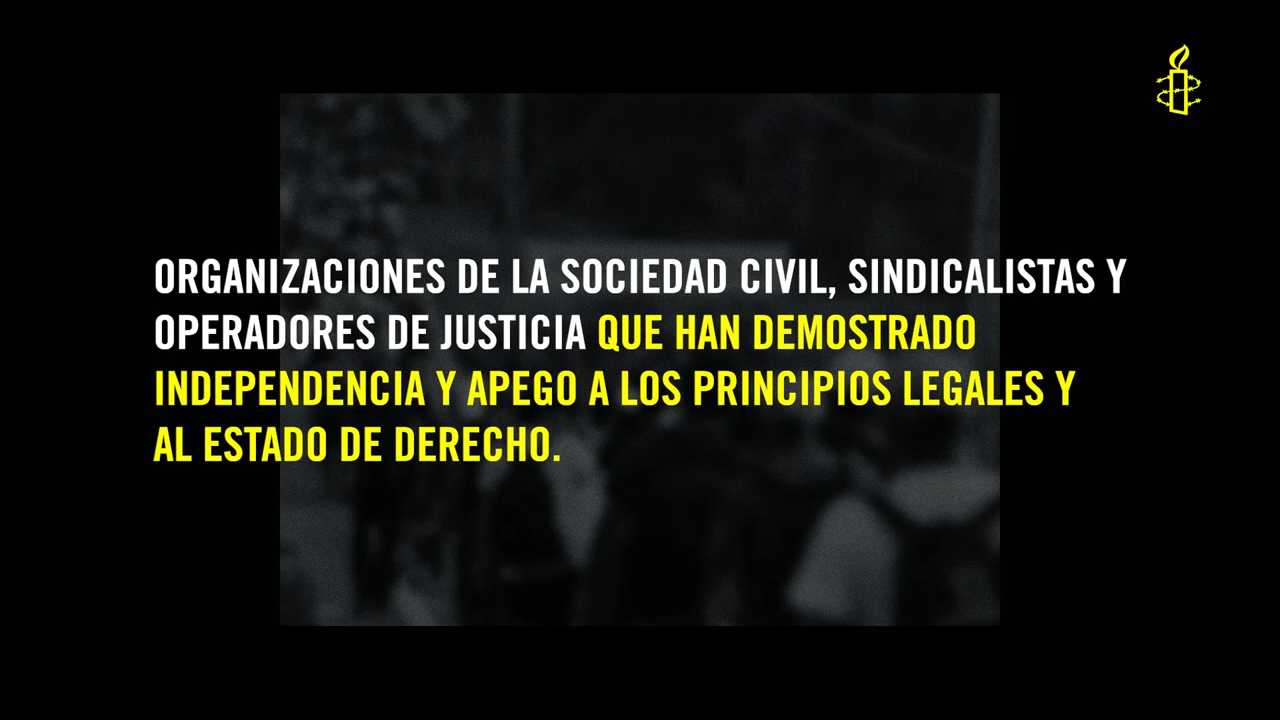 ORGANIZACIONES DE LA SOCIEDAD CIVIL, SINDICALISTAS Y
OPERADORES DE JUSTICIA QUE HAN DEMOSTRADO
INDEPENDENCIA Y APEGO A LOS PRINCIPIOS LEGALES Y
AL ESTADO DE DERECHO.